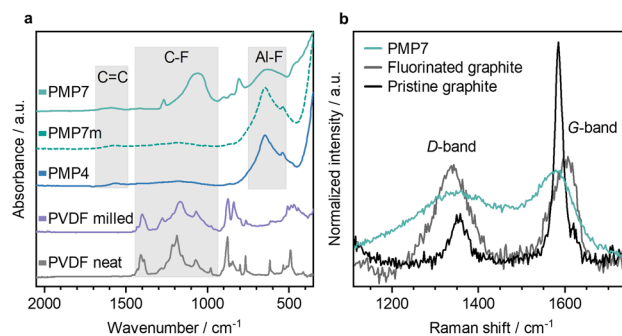 a
C=C
C-F
Al-F
PMP7
PMP7m
PMP4
PVDF milled
PVDF neat
Absorbance / a.u.
2000
1500
1000
500
Wavenumber / cm⁻¹
b
PMP7
Fluorinated graphite
Pristine graphite
D-band
G-band
Normalized intensity / a.u.
1200
1400
1600
Raman shift / cm⁻¹